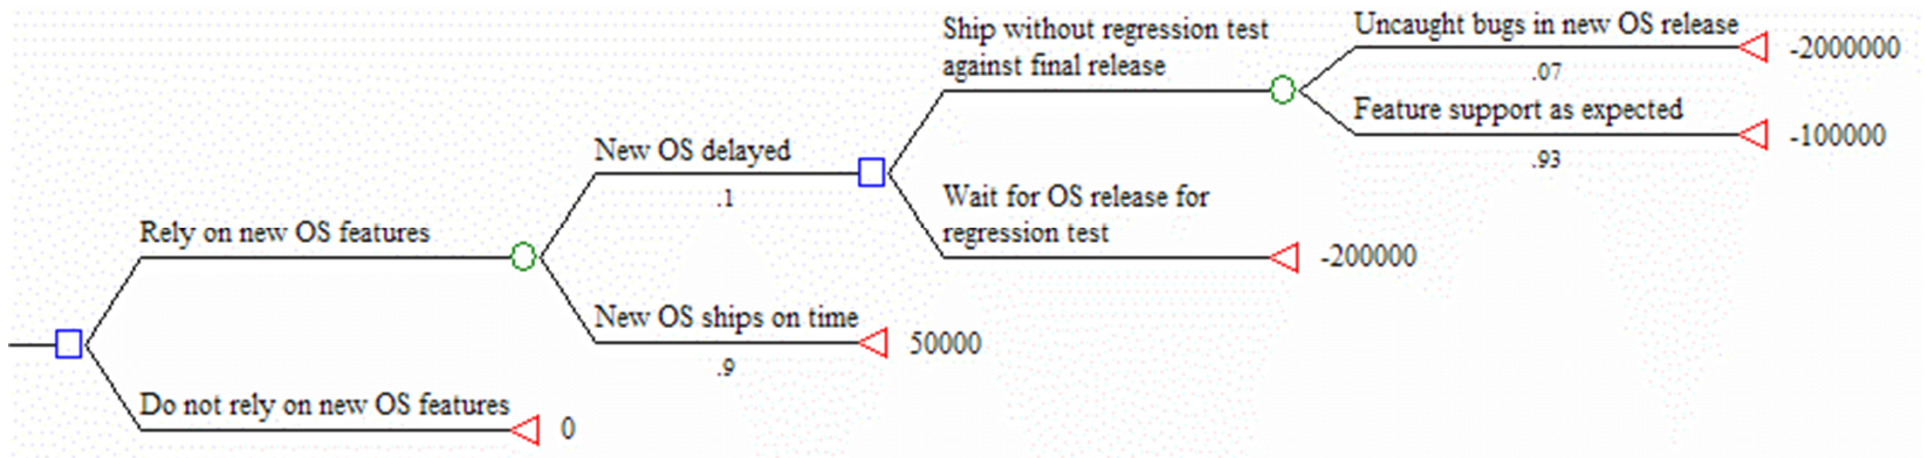 Ship without regression test
against final release
Uncaught bugs in new OS release
-2000000
.07
Feature support as expected
-100000
.93
New OS delayed
.1
Wait for OS release for
regression test
-200000
Rely on new OS features
New OS ships on time
50000
.9
Do not rely on new OS features
0